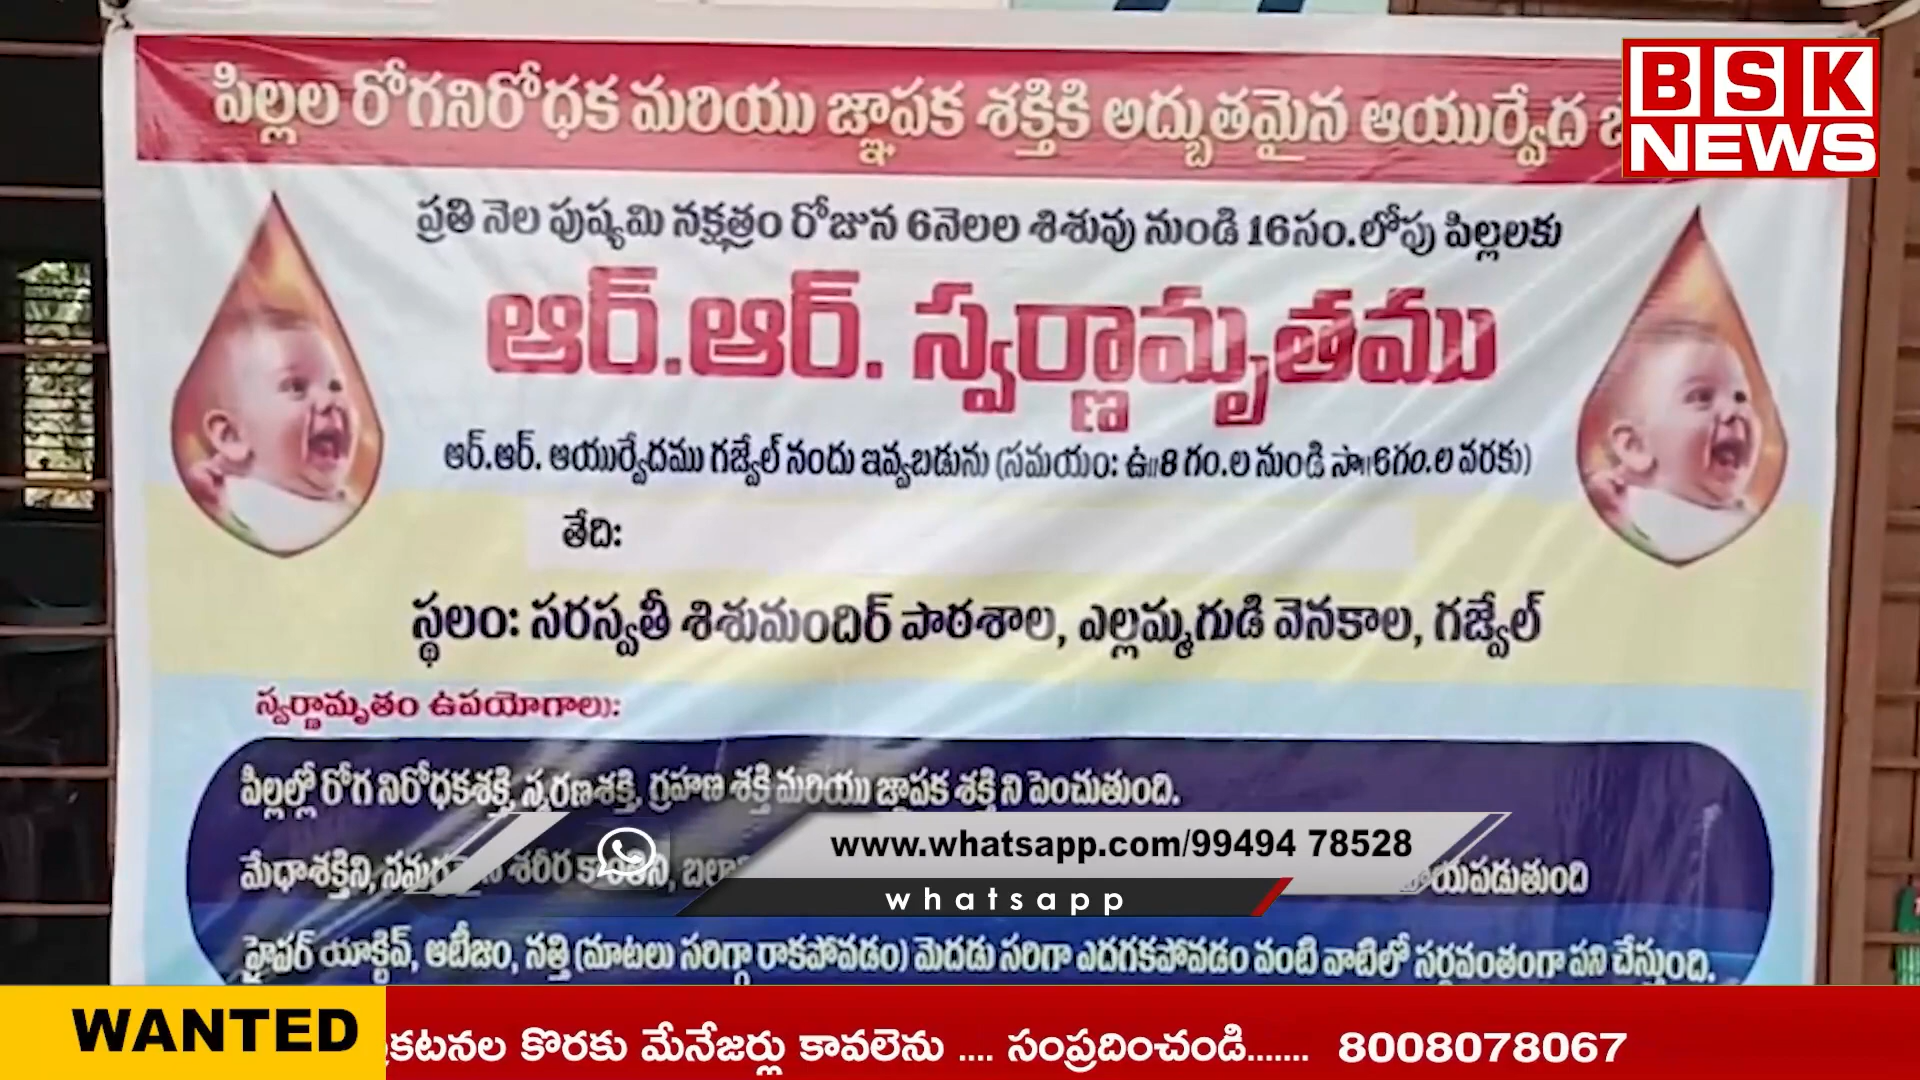 పిల్లల రోగనిరోధక మరియు జ్ఞాపక శక్తికి అద్భుతమైన ఆయుర్వేద
BSK
NEWS
ప్రతి నెల పుష్యమి నక్షత్రం రోజున 6నెలల శిశువు నుండి 16సం.లోపు పిల్లలకు
ఆర్.ఆర్. స్వర్ణామృతము
ఆర్.ఆర్. ఆయుర్వేదము గజ్వేల్ నందు ఇవ్వబడును (సమయం: ఉ॥8 గం.ల నుండి సా॥6గం.ల వరకు)
తేది:
స్థలం: సరస్వతీ శిశుమందిర్ పాఠశాల, ఎల్లమ్మగుడి వెనకాల, గజ్వేల్
స్వర్ణామృతం ఉపయోగాలు:
పిల్లల్లో రోగ నిరోధకశక్తి, స్మరణశక్తి, గ్రహణ శక్తి మరియు జ్ఞాపక శక్తి ని పెంచుతుంది.
www.whatsapp.com/99494 78528
మేధాశక్తిని, శరీర
whatsapp
హైపర్ యాక్టివ్, ఆటిజం, నత్తి (మాటలు సరిగ్గా రాకపోవడం) మెదడు సరిగా ఎదగకపోవడం వంటి వాటిలో సర్థవంతంగా పని చేస్తుంది.
WANTED
ప్రకటనల కొరకు మేనేజర్లు కావలెను .... సంప్రదించండి....... 8008078067